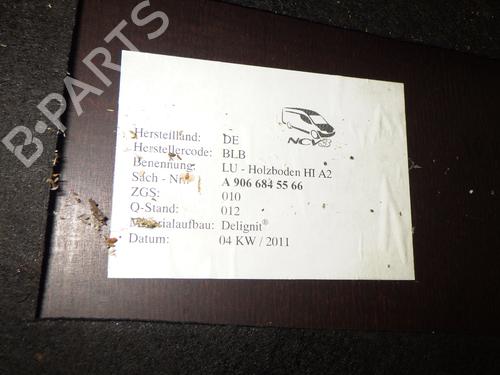 B-PARTS
NCV3
Herstelland: DE
Herstellercode: BLB
Benennung: LU - Holzboden HI A2
Sach - Nr.: A 906 684 55 66
ZGS: 010
Q-Stand: 012
Materialaufbau: Delignit®
Datum: 04 KW / 2011